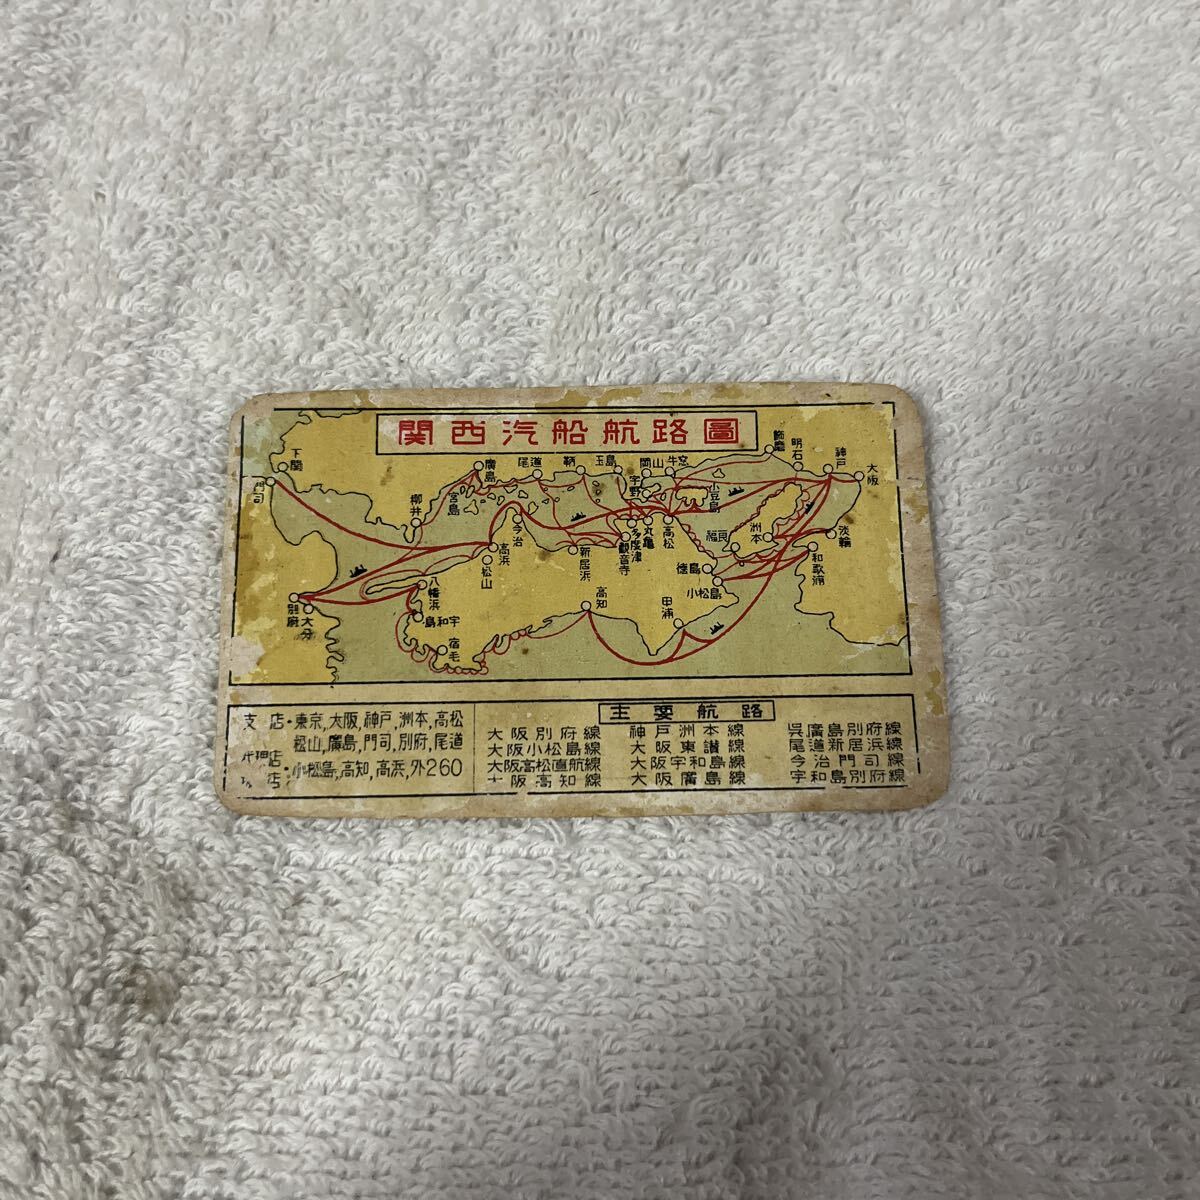 関西汽船航路圖
下関
門司
柳井
宮島
廣島
尾道
鞆
玉島
岡山
牛窓
宇野
小豆島
飾磨
明石
神戸
大阪
今治
高浜
松山
新居浜
観音寺
多度津
丸亀
高松
福良
洲本
淡輪
和歌浦
徳島
小松島
甲浦
高知
八幡浜
宇和島
宿毛
別府
大分
支店・東京,大阪,神戸,洲本,高松
松山,廣島,門司,別府,尾道
代理店
店・小松島,高知,高浜,外260
主要航路
大阪別府線 神戸洲本線 呉廣島別府線
大阪小松島線 大阪東讃線 尾道新居浜線
大阪高松直航線 大阪宇和島線 今治門司線
大阪高知線 大阪廣島線 宇和島別府線